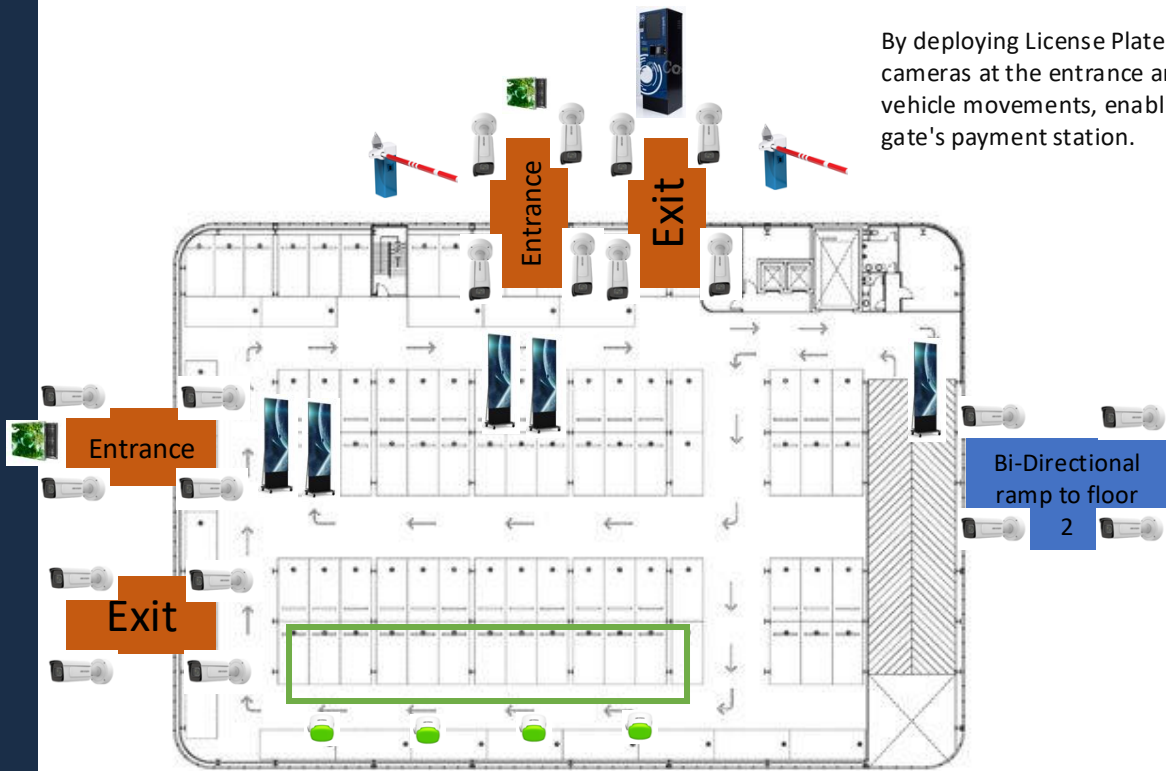 By deploying License Plate
cameras at the entrance
vehicle movements, enabl
gate's payment station.
Entrance
Exit
Entrance
Bi-Directional
ramp to floor
2
Exit